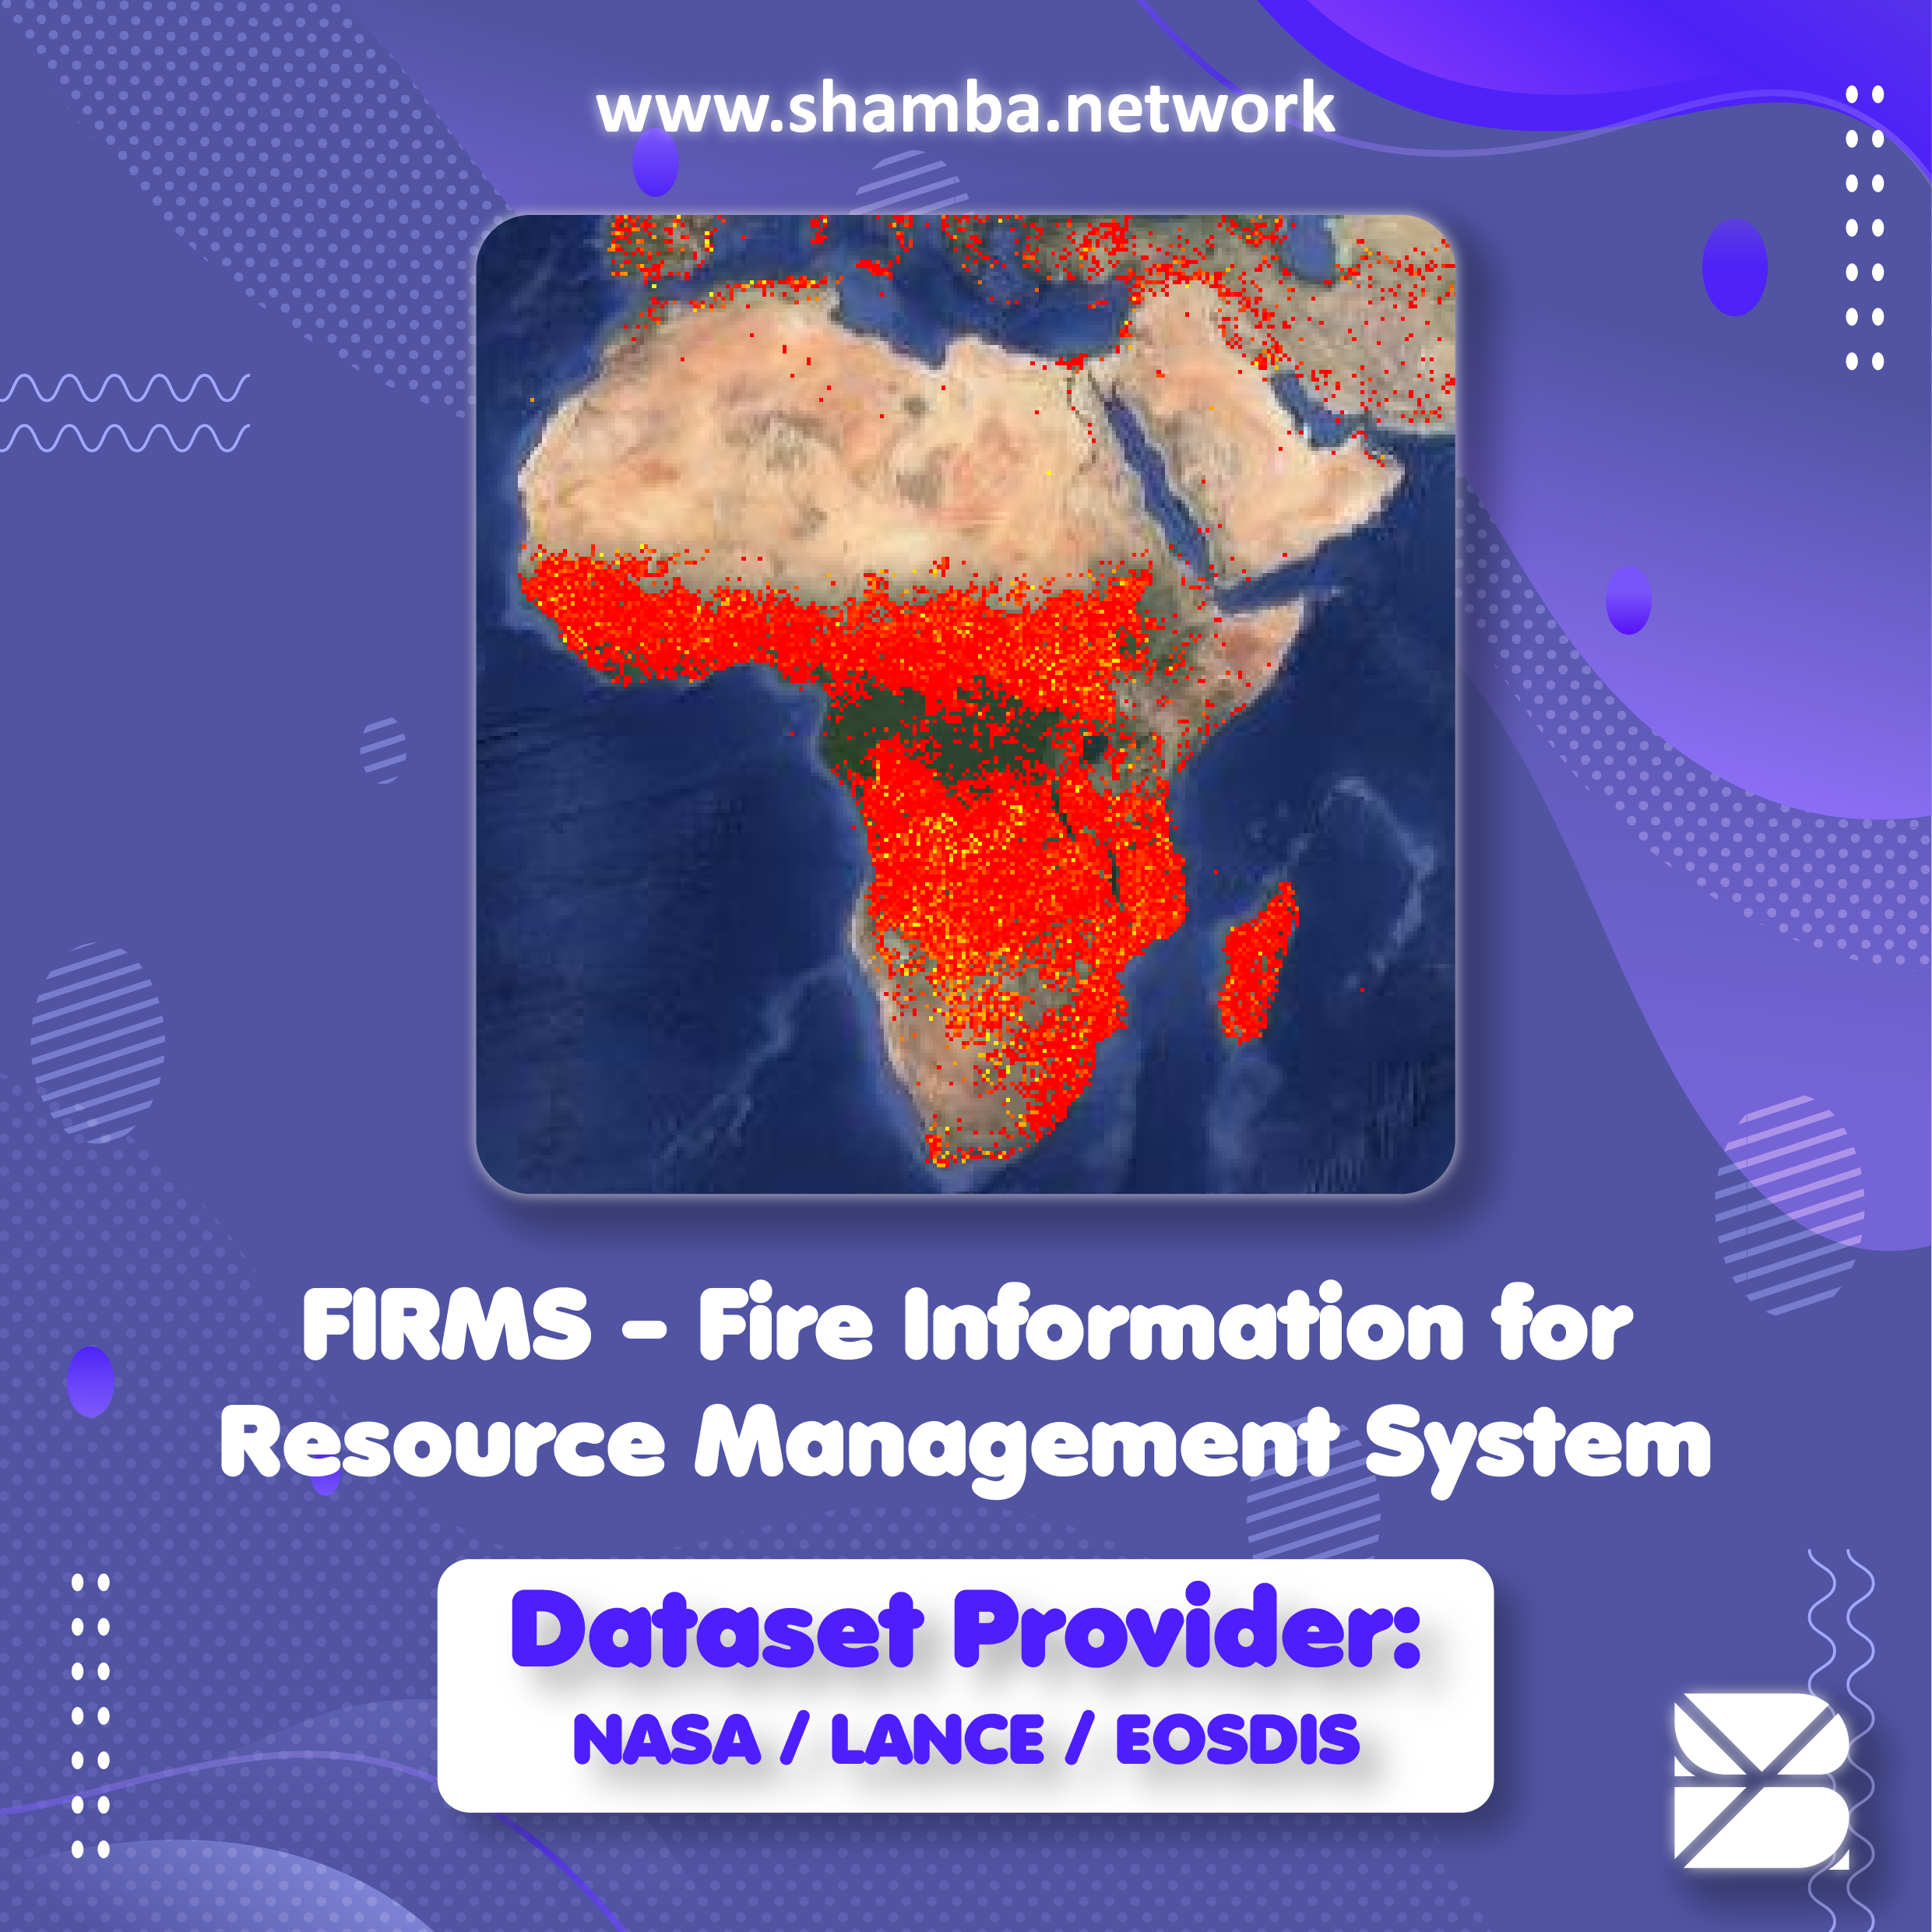 www.shamba.network
FIRMS – Fire Information for
Resource Management System
Dataset Provider:
NASA / LANCE / EOSDIS